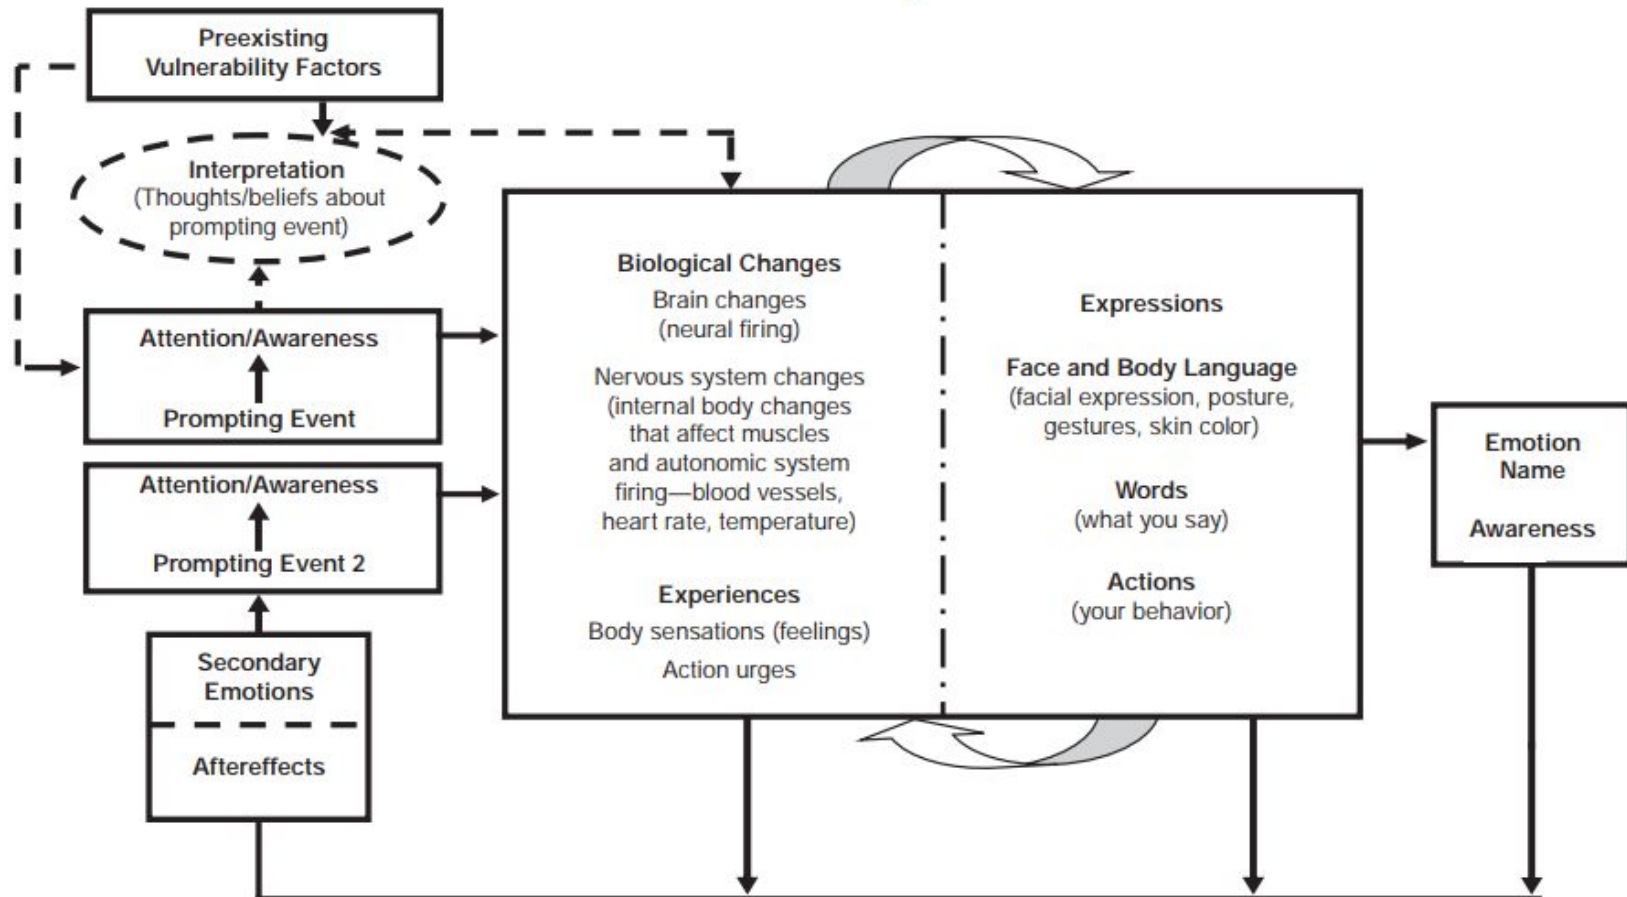 Preexisting
Vulnerability Factors
Interpretation
(Thoughts/beliefs about
prompting event)
Attention/Awareness
Prompting Event
Attention/Awareness
Prompting Event 2
Secondary
Emotions
Aftereffects
Biological Changes
Brain changes
(neural firing)
Nervous system changes
(internal body changes
that affect muscles
and autonomic system
firing—blood vessels,
heart rate, temperature)
Experiences
Body sensations (feelings)
Action urges
Expressions
Face and Body Language
(facial expression, posture,
gestures, skin color)
Words
(what you say)
Actions
(your behavior)
Emotion
Name
Awareness